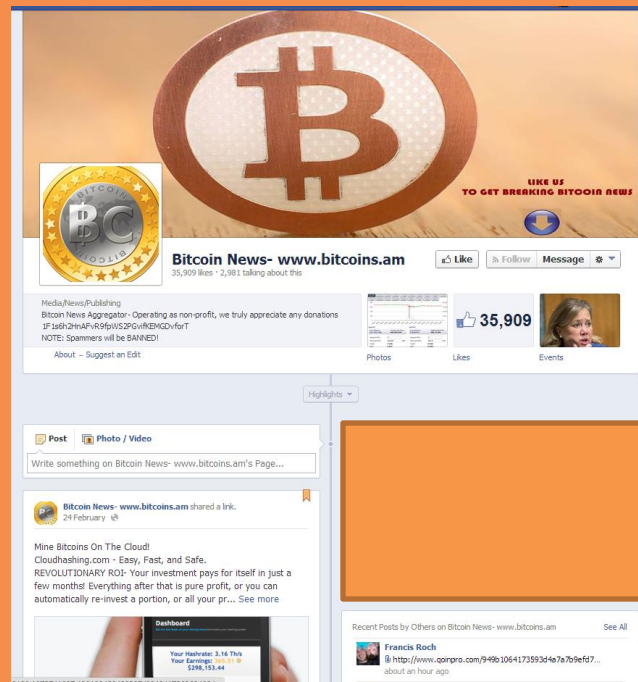 LIKE US
TO GET BREAKING BITCOIN NEWS
BITCOIN
BC
Bitcoin News- www.bitcoins.am
35,909 likes · 2,981 talking about this
Like
Follow
Message
Media/News/Publishing
Bitcoin News Aggregator- Operating as non-profit, we truly appreciate any donations
NOTE: Spammers will be BANNED!
About – Suggest an Edit
Photos
35,909
Likes
Events
Highlights
Post
Photo / Video
Write something on Bitcoin News- www.bitcoins.am's Page...
Bitcoin News- www.bitcoins.am shared a link.
24 February
Mine Bitcoins On The Cloud!
Cloudhashing.com - Easy, Fast, and Safe.
REVOLUTIONARY ROI- Your investment pays for itself in just a
few months! Everything after that is pure profit, or you can
automatically re-invest a portion, or all your pr... See more
Dashboard
Your Hashrate: 3.16 Th/s
Your Earnings:
$298,153.44
Recent Posts by Others on Bitcoin News- www.bitcoins.am
See All
Francis Roch
http://www.qoinpro.com/949b1064173593d4a7a7b9efd7...
about an hour ago